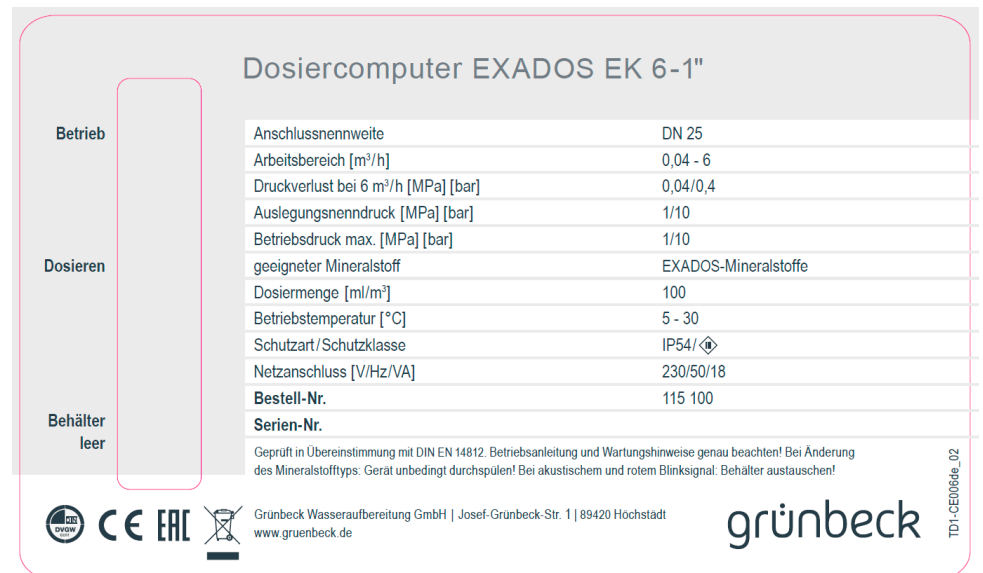 Dosiercomputer EXADOS EK 6-1"
Betrieb
Anschlussnennweite DN 25
Arbeitsbereich [m³/h] 0,04 - 6
Druckverlust bei 6 m³/h [MPa] [bar] 0,04/0,4
Auslegungsnenndruck [MPa] [bar] 1/10
Betriebsdruck max. [MPa] [bar] 1/10
Dosieren
geeigneter Mineralstoff EXADOS-Mineralstoffe
Dosiermenge [ml/m³] 100
Betriebstemperatur [°C] 5 - 30
Schutzart/Schutzklasse IP54/
Netzanschluss [V/Hz/VA] 230/50/18
Bestell-Nr. 115 100
Behälter
leer
Serien-Nr.
Geprüft in Übereinstimmung mit DIN EN 14812. Betriebsanleitung und Wartungshinweise genau beachten! Bei Änderung
des Mineralstofftyps: Gerät unbedingt durchspülen! Bei akustischem und rotem Blinksignal: Behälter austauschen!
DVGW
CE EAC
Grünbeck Wasseraufbereitung GmbH | Josef-Grünbeck-Str. 1 | 89420 Höchstädt
www.gruenbeck.de
grünbeck
TD1-CE006de_02